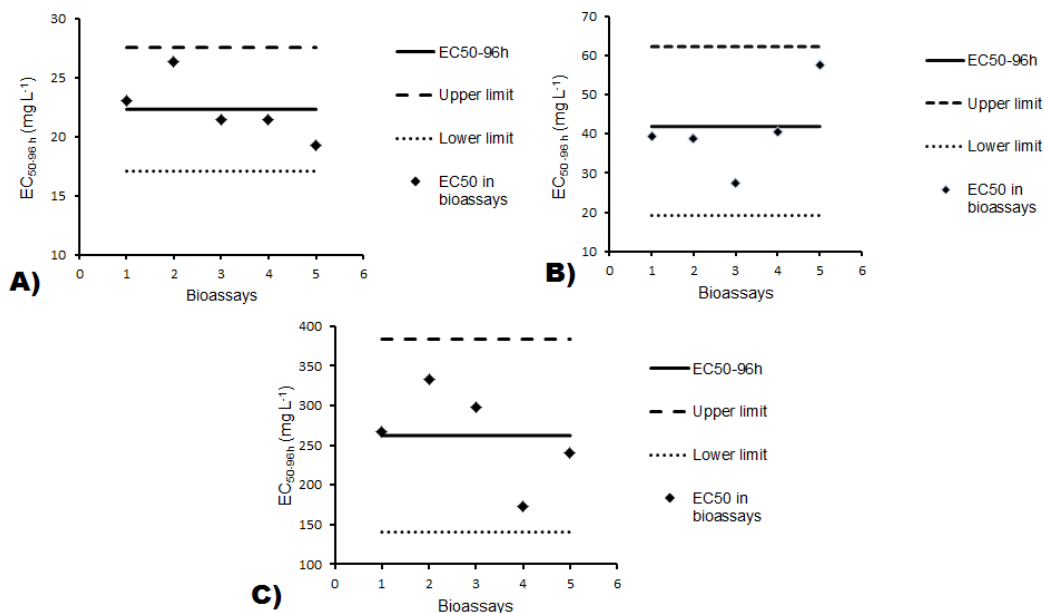 30
25
20
15
10
0
1
2
3
4
5
6
EC50-96 h (mg L-1)
Bioassays
A)
EC50-96h
Upper limit
Lower limit
EC50 in
bioassays
70
60
50
40
30
20
10
0
1
2
3
4
5
6
EC50-96 h (mg L-1)
Bioassays
B)
EC50-96h
Upper limit
Lower limit
EC50 in
bioassays
400
350
300
250
200
150
100
0
1
2
3
4
5
6
EC50-96h (mg L-1)
Bioassays
C)
EC50-96h
Upper limit
Lower limit
EC50 in
bioassays